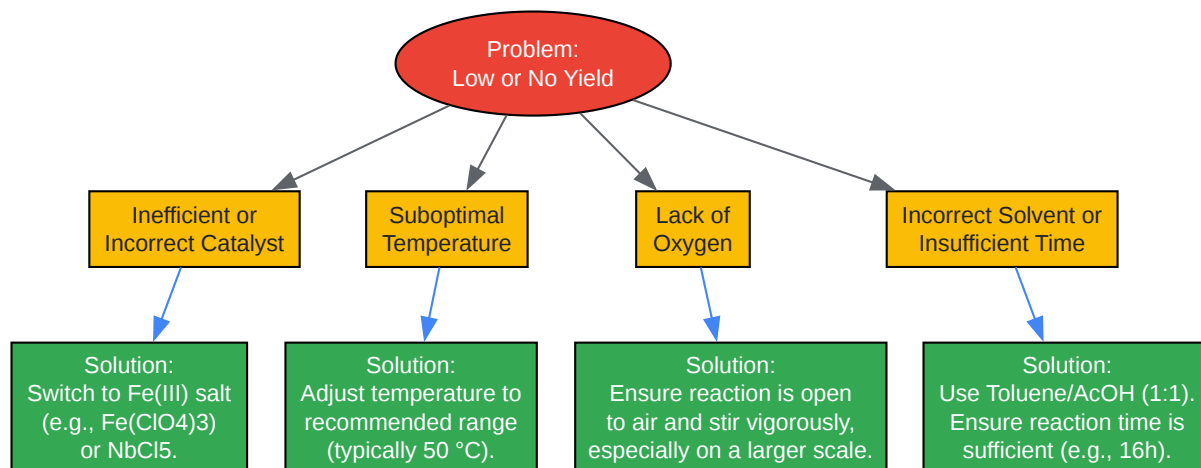 Problem:
Low or No Yield
Inefficient or
Incorrect Catalyst
Suboptimal
Temperature
Lack of
Oxygen
Incorrect Solvent or
Insufficient Time
Solution:
Switch to Fe(III) salt
(e.g., Fe(ClO4)3)
or NbCl5.
Solution:
Adjust temperature to
recommended range
(typically 50 °C).
Solution:
Ensure reaction is open
to air and stir vigorously,
especially on a larger scale.
Solution:
Use Toluene/AcOH (1:1).
Ensure reaction time is
sufficient (e.g., 16h).